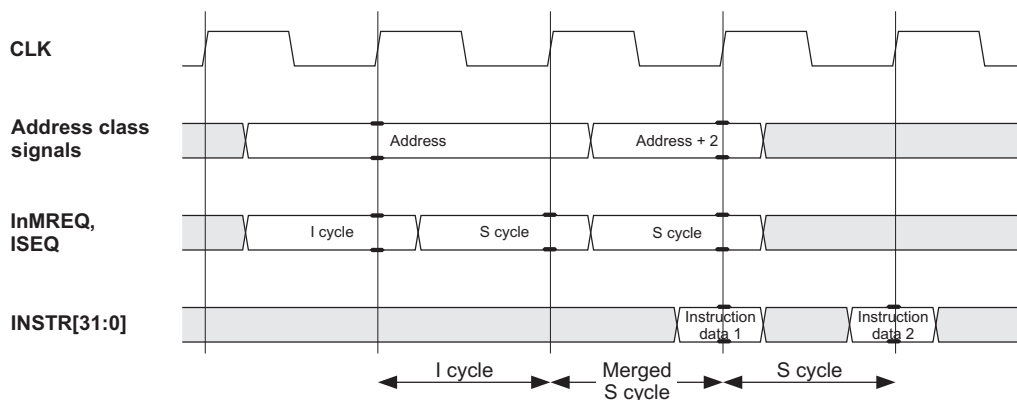 CLK
Address class
signals
Address
Address + 2
InMREQ,
ISEQ
I cycle
S cycle
S cycle
INSTR[31:0]
Instruction
data 1
Instruction
data 2
I cycle
Merged
S cycle
S cycle